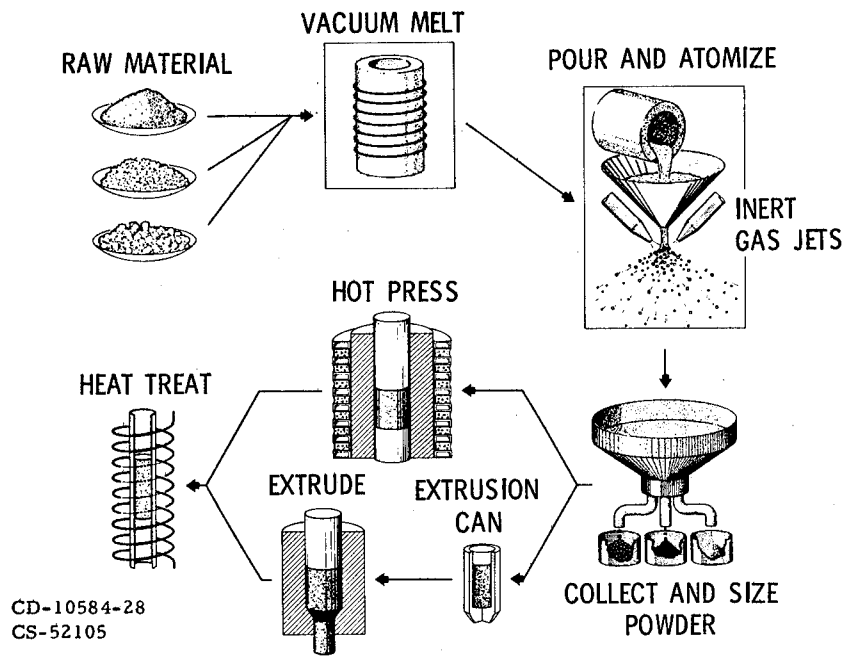 VACUUM MELT
RAW MATERIAL
POUR AND ATOMIZE
INERT
GAS JETS
HOT PRESS
HEAT TREAT
EXTRUDE
EXTRUSION
CAN
COLLECT AND SIZE
POWDER
CD-10584-28
CS-52105